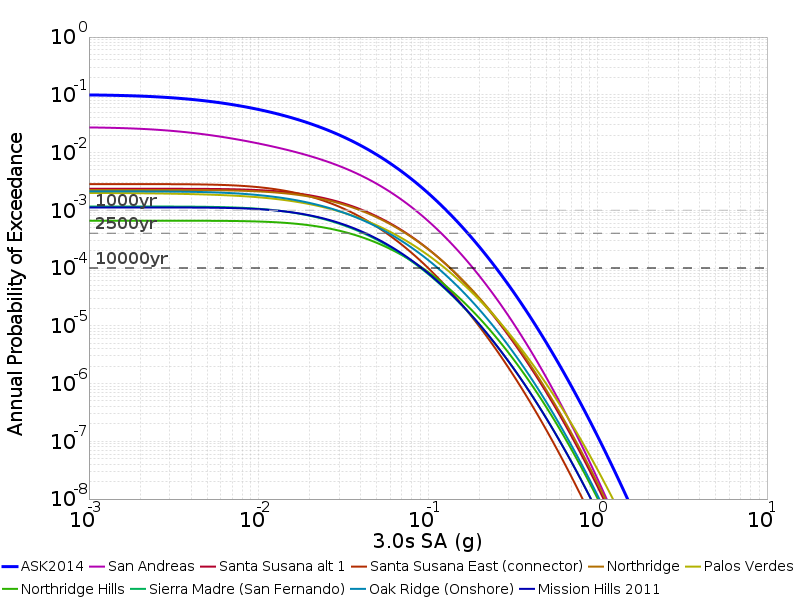 10^0
10^-1
10^-2
10^-3
10^-4
10^-5
10^-6
10^-7
10^-8
Annual Probability of Exceedance
1000yr
2500yr
10000yr
10^-3 10^-2 10^-1 10^0 10^1
3.0s SA (g)
ASK2014 San Andreas Santa Susana alt 1 Santa Susana East (connector) Northridge Palos Verdes
Northridge Hills Sierra Madre (San Fernando) Oak Ridge (Onshore) Mission Hills 2011